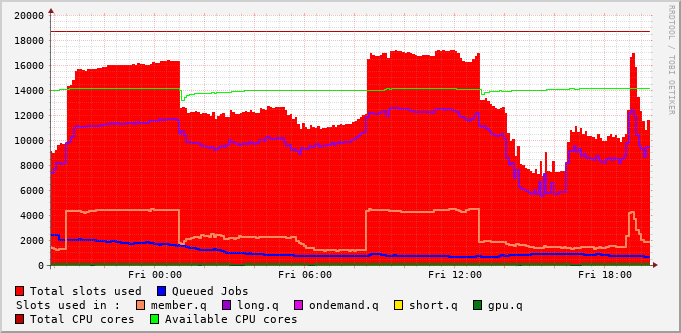 20000
18000
16000
14000
12000
10000
8000
6000
4000
2000
0
Fri 00:00 Fri 06:00 Fri 12:00 Fri 18:00
RRDTOOL / TOBI OETIKER
Total slots used Queued Jobs
Slots used in : member.q long.q ondemand.q short.q gpu.q
Total CPU cores Available CPU cores